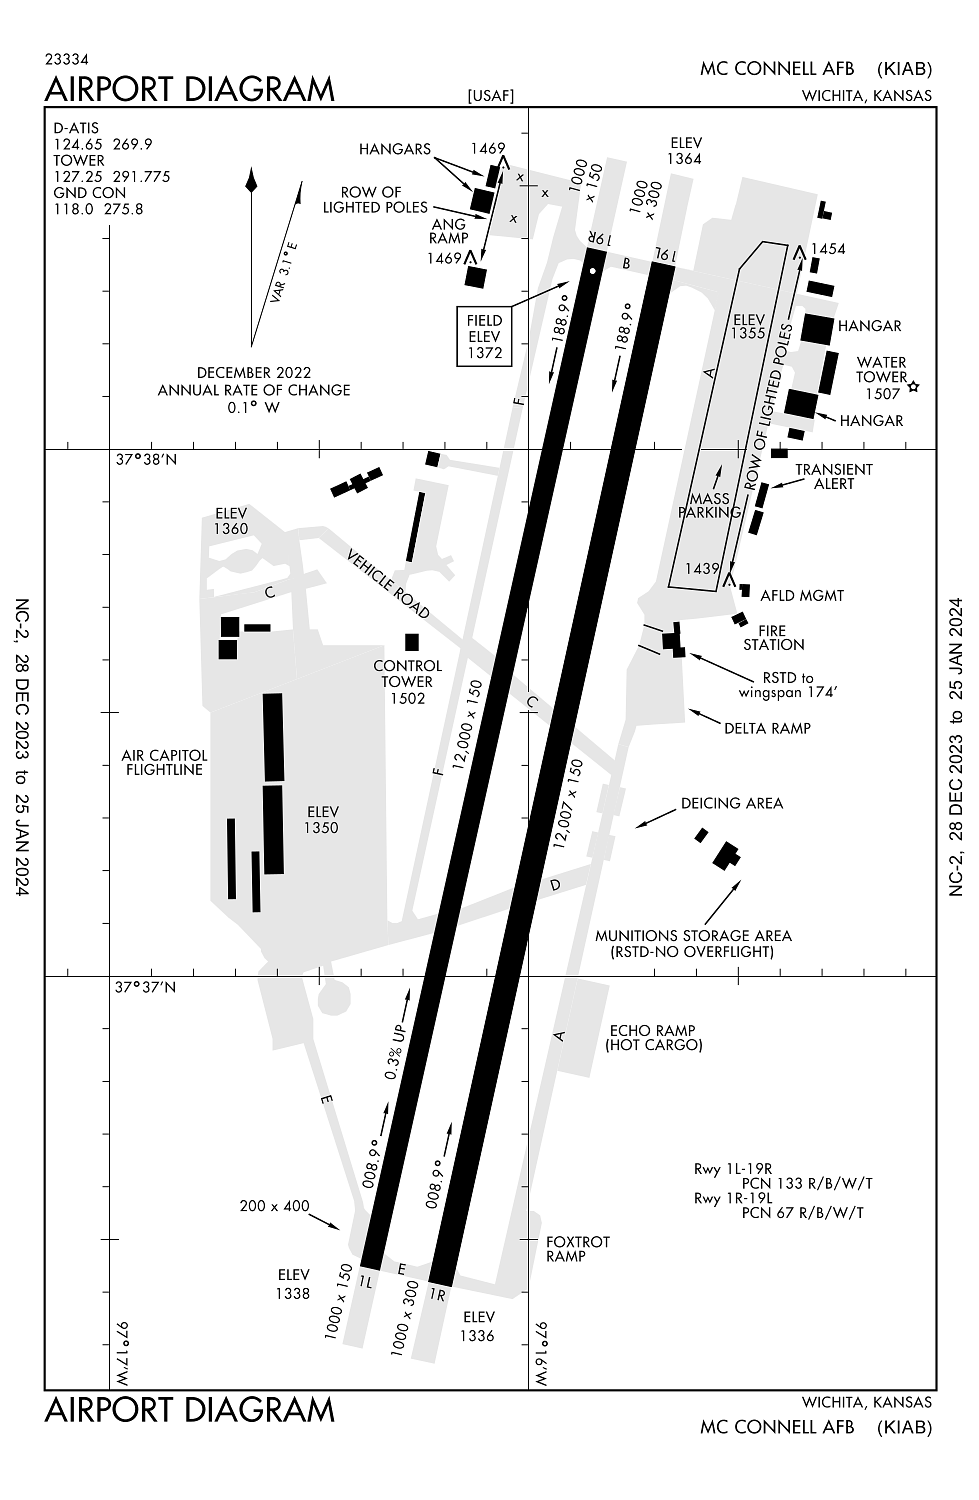 23334
AIRPORT DIAGRAM
[USAF]
MC CONNELL AFB (KIAB)
WICHITA, KANSAS
D-ATIS
124.65 269.9
TOWER
127.25 291.775
GND CON
118.0 275.8
VAR 3.1° E
DECEMBER 2022
ANNUAL RATE OF CHANGE
0.1° W
HANGARS
1469
ROW OF
LIGHTED POLES
ANG
RAMP
1469
x
x
x
1000
x 150
1000
x 300
ELEV
1364
19R
19L
B
FIELD
ELEV
1372
188.9°
188.9°
F
A
1454
ELEV
1355
ROW OF LIGHTED POLES
HANGAR
WATER
TOWER
1507
HANGAR
TRANSIENT
ALERT
MASS
PARKING
1439
AFLD MGMT
FIRE
STATION
RSTD to
wingspan 174'
DELTA RAMP
37°38'N
ELEV
1360
C
VEHICLE ROAD
CONTROL
TOWER
1502
C
12,000 x 150
F
12,007 x 150
AIR CAPITOL
FLIGHTLINE
ELEV
1350
DEICING AREA
D
MUNITIONS STORAGE AREA
(RSTD-NO OVERFLIGHT)
37°37'N
0.3% UP
A
ECHO RAMP
(HOT CARGO)
E
008.9°
008.9°
Rwy 1L-19R
PCN 133 R/B/W/T
Rwy 1R-19L
PCN 67 R/B/W/T
200 x 400
FOXTROT
RAMP
E
1L
1R
ELEV
1338
1000 x 150
1000 x 300
ELEV
1336
97°17'W
97°16'W
NC-2, 28 DEC 2023 to 25 JAN 2024
NC-2, 28 DEC 2023 to 25 JAN 2024
AIRPORT DIAGRAM
WICHITA, KANSAS
MC CONNELL AFB (KIAB)